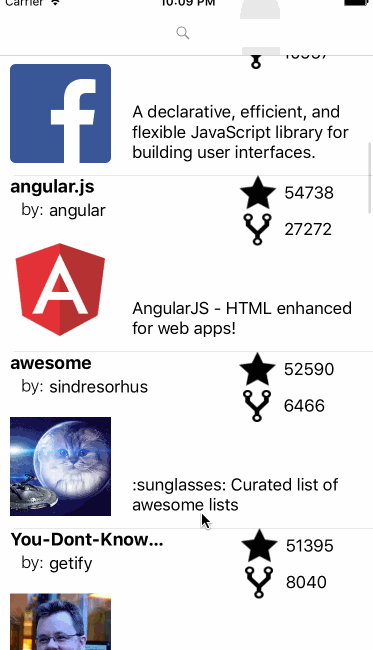 Carrier 10:09 PM
A declarative, efficient, and
flexible JavaScript library for
building user interfaces.
angular.js
54738
by: angular
27272
AngularJS - HTML enhanced
for web apps!
awesome
52590
by: sindresorhus
6466
:sunglasses: Curated list of
awesome lists
You-Dont-Know...
51395
by: getify
8040